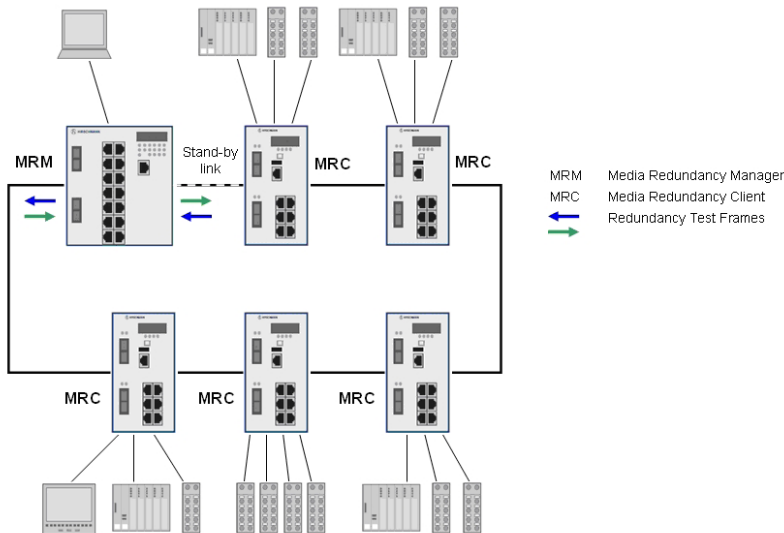 MRM
Stand-by
link
MRC
MRC
MRM Media Redundancy Manager
MRC Media Redundancy Client
Redundancy Test Frames
MRC
MRC
MRC